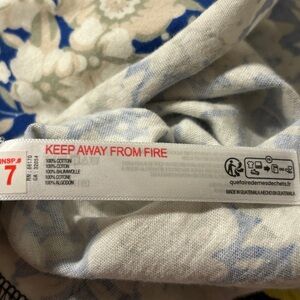 INSP.#
7
KEEP AWAY FROM FIRE
100% COTTON
100% COTON
100% BAUMWOLLE
100% COTONE
100% ALGODON
quefairedemesdechets.fr
MADE IN GUATEMALA HECHO EN GUATEMALA